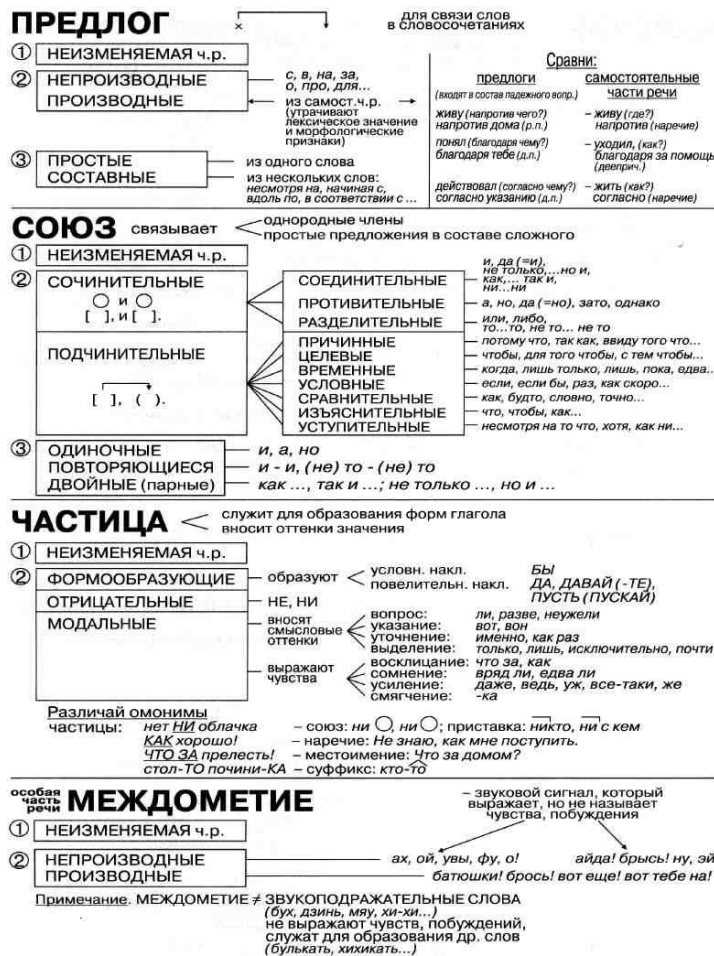 ПРЕДЛОГ
для связи слов
в словосочетаниях
① НЕИЗМЕНЯЕМАЯ ч.р.
② НЕПРОИЗВОДНЫЕ
с, в, на, за,
о, про, для...
ПРОИЗВОДНЫЕ
из самост.ч.р.
(утрачивают
лексическое значение
и морфологические
признаки)
③ ПРОСТЫЕ
из одного слова
СОСТАВНЫЕ
из нескольких слов:
несмотря на, начиная с,
вдоль по, в соответствии с ...
Сравни:
предлоги
(входят в состав падежного вопр.)
самостоятельные
части речи
живу (напротив чего?)
напротив дома (р.п.)
– живу (где?)
напротив (наречие)
понял (благодаря чему?)
благодаря тебе (д.п.)
– уходил, (как?)
благодаря за помощь
(дееприч.)
действовал (согласно чему?)
согласно указанию (д.п.)
– жить (как?)
согласно (наречие)
СОЮЗ связывает
однородные члены
простые предложения в составе сложного
① НЕИЗМЕНЯЕМАЯ ч.р.
② СОЧИНИТЕЛЬНЫЕ
○ и ○
[ ], и [ ].
СОЕДИНИТЕЛЬНЫЕ
и, да (=и),
не только,...но и,
как,... так и,
ни...ни
ПРОТИВИТЕЛЬНЫЕ
а, но, да (=но), зато, однако
РАЗДЕЛИТЕЛЬНЫЕ
или, либо,
то...то, не то... не то
ПОДЧИНИТЕЛЬНЫЕ
[ ], ( ).
ПРИЧИННЫЕ
потому что, так как, ввиду того что...
ЦЕЛЕВЫЕ
чтобы, для того чтобы, с тем чтобы...
ВРЕМЕННЫЕ
когда, лишь только, лишь, пока, едва...
УСЛОВНЫЕ
если, если бы, раз, как скоро...
СРАВНИТЕЛЬНЫЕ
как, будто, словно, точно...
ИЗЪЯСНИТЕЛЬНЫЕ
что, чтобы, как...
УСТУПИТЕЛЬНЫЕ
несмотря на то что, хотя, как ни...
③ ОДИНОЧНЫЕ
и, а, но
ПОВТОРЯЮЩИЕСЯ
и - и, (не) то - (не) то
ДВОЙНЫЕ (парные)
как ..., так и ...; не только ..., но и ...
ЧАСТИЦА
служит для образования форм глагола
вносит оттенки значения
① НЕИЗМЕНЯЕМАЯ ч.р.
② ФОРМООБРАЗУЮЩИЕ – образуют
условн. накл. БЫ
повелительн. накл. ДА, ДАВАЙ (-ТЕ),
ПУСТЬ (ПУСКАЙ)
ОТРИЦАТЕЛЬНЫЕ – НЕ, НИ
МОДАЛЬНЫЕ
вносят
смысловые
оттенки
вопрос: ли, разве, неужели
указание: вот, вон
уточнение: именно, как раз
выделение: только, лишь, исключительно, почти
выражают
чувства
восклицание: что за, как
сомнение: вряд ли, едва ли
усиление: даже, ведь, уж, все-таки, же
смягчение: -ка
Различай омонимы
частицы: нет НИ облачка – союз: ни ○, ни ○; приставка: никто, ни с кем
КАК хорошо! – наречие: Не знаю, как мне поступить.
ЧТО ЗА прелесть! – местоимение: Что за домом?
стол-ТО почини-КА – суффикс: кто-то
особая
часть
речи
МЕЖДОМЕТИЕ
– звуковой сигнал, который
выражает, но не называет
чувства, побуждения
① НЕИЗМЕНЯЕМАЯ ч.р.
② НЕПРОИЗВОДНЫЕ
ах, ой, увы, фу, о! айда! брысь! ну, эй
ПРОИЗВОДНЫЕ
батюшки! брось! вот еще! вот тебе на!
Примечание. МЕЖДОМЕТИЕ ≠ ЗВУКОПОДРАЖАТЕЛЬНЫЕ СЛОВА
(бух, дзинь, мяу, хи-хи...)
не выражают чувств, побуждений,
служат для образования др. слов
(булькать, хихикать...)